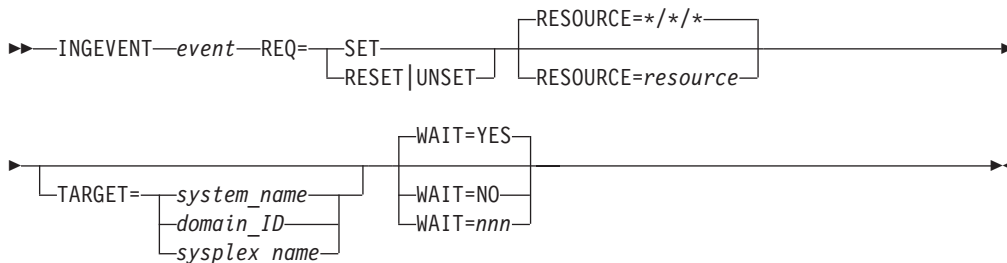 RESOURCE=*/*/*
INGEVENT event REQ= SET
RESET|UNSET RESOURCE=resource
WAIT=YES
TARGET= system_name WAIT=NO
domain_ID WAIT=nnn
sysplex_name